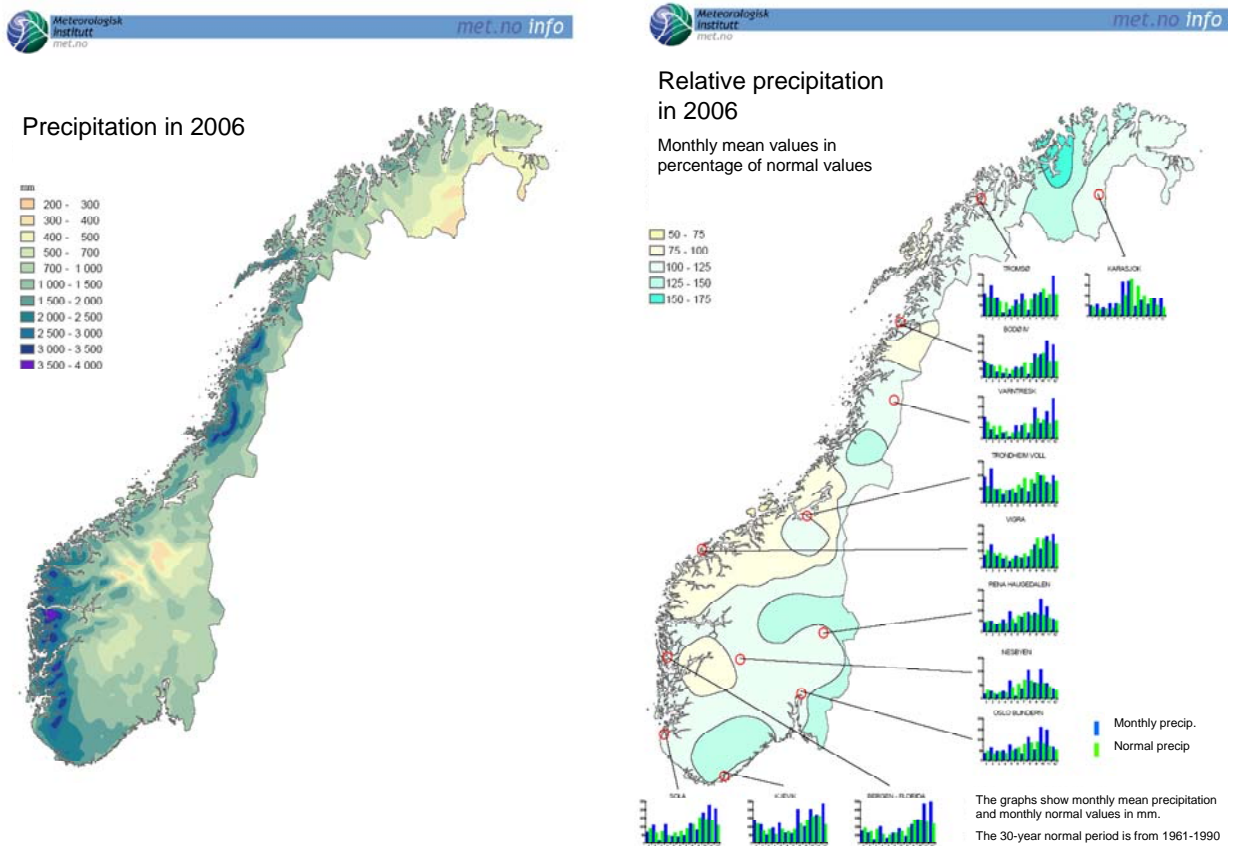 Meteorologisk
Institutt
met.no
met.no info
Precipitation in 2006
mm
200 - 300
300 - 400
400 - 500
500 - 700
700 - 1 000
1 000 - 1 500
1 500 - 2 000
2 000 - 2 500
2 500 - 3 000
3 000 - 3 500
3 500 - 4 000
Meteorologisk
Institutt
met.no
met.no info
Relative precipitation
in 2006
Monthly mean values in
percentage of normal values
50 - 75
75 - 100
100 - 125
125 - 150
150 - 175
TROMSØ
KARASJOK
BODØ IV
VARNTRESK
TRONDHEIM VOLL
VIGRA
RENA HAUGEDALEN
NESBYEN
OSLO BLINDERN
Monthly precip.
Normal precip
SOLA
KJEVIK
BERGEN - FLORIDA
The graphs show monthly mean precipitation
and monthly normal values in mm.
The 30-year normal period is from 1961-1990